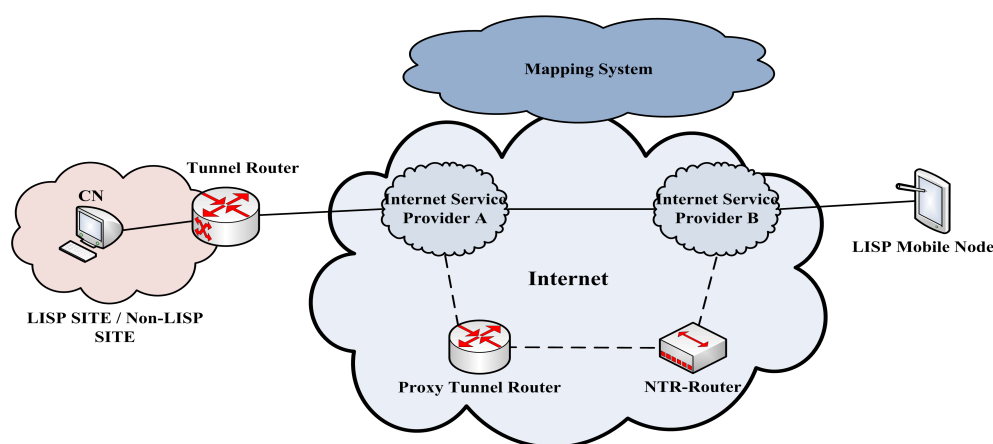 Mapping System
Tunnel Router
CN
Internet Service
Provider A
Internet Service
Provider B
LISP Mobile Node
Internet
LISP SITE / Non-LISP
SITE
Proxy Tunnel Router
NTR-Router